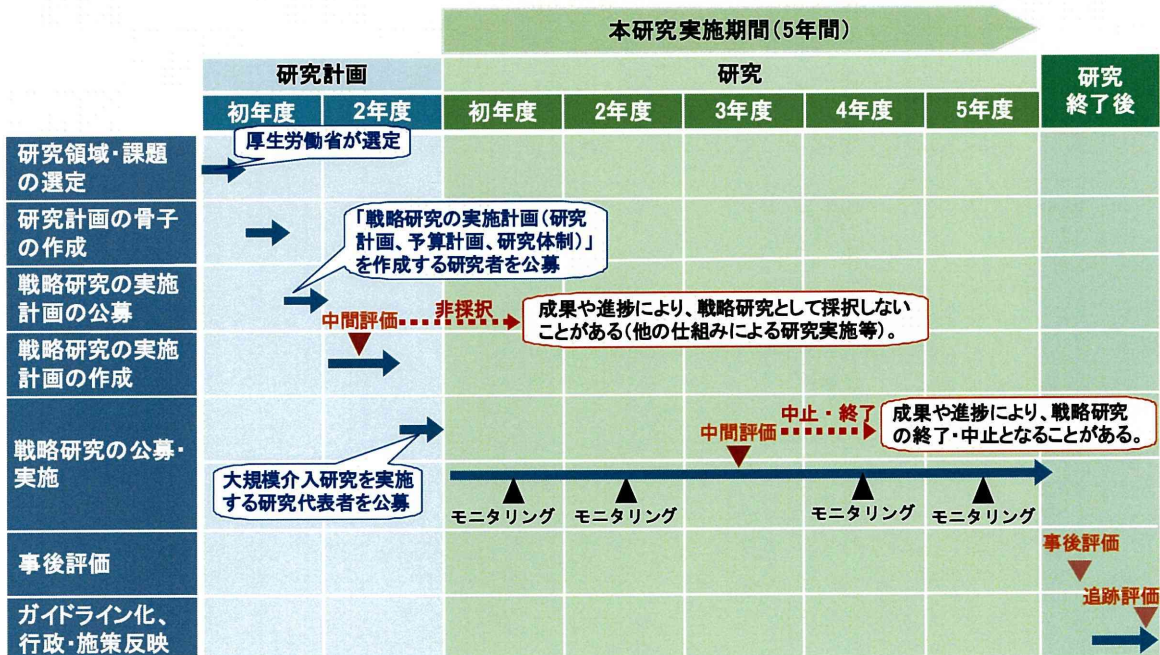 本研究実施期間(5年間)
研究計画
研究
研究
終了後
初年度
2年度
初年度
2年度
3年度
4年度
5年度
研究領域・課題
の選定
厚生労働省が選定
研究計画の骨子
の作成
「戦略研究の実施計画(研究
計画、予算計画、研究体制)」
を作成する研究者を公募
戦略研究の実施
計画の公募
中間評価
非採択
成果や進捗により、戦略研究として採択しない
ことがある(他の仕組みによる研究実施等)。
戦略研究の実施
計画の作成
戦略研究の公募・
実施
大規模介入研究を実施
する研究代表者を公募
中間評価
中止・終了
成果や進捗により、戦略研究
の終了・中止となることがある。
モニタリング
モニタリング
モニタリング
モニタリング
事後評価
事後評価
追跡評価
ガイドライン化、
行政・施策反映